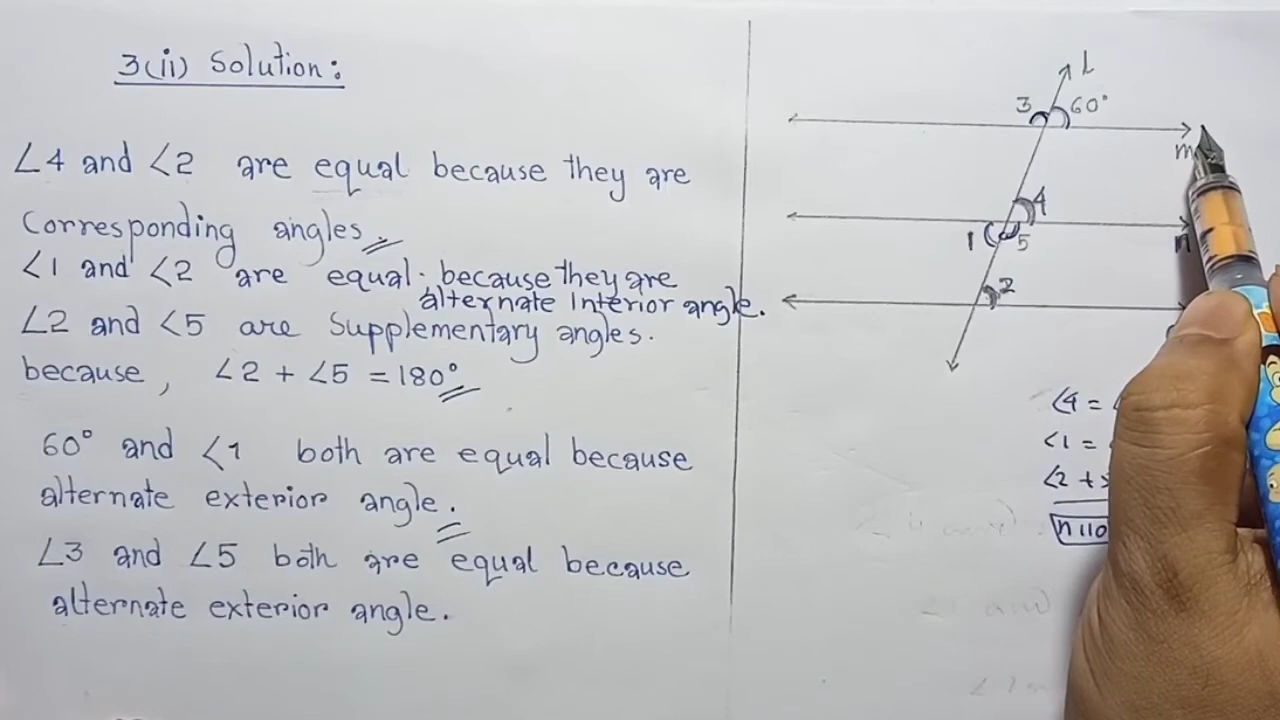 3(ii) Solution:
∠4 and ∠2 are equal because they are
Corresponding angles.
∠1 and ∠2 are equal. because they are
alternate Interior angle.
∠2 and ∠5 are Supplementary angles.
because, ∠2 + ∠5 = 180°
60° and ∠1 both are equal because
alternate exterior angle.
∠3 and ∠5 both are equal because
alternate exterior angle.
L
3 60°
m
4
n
1 5
2
∠4 =
∠1 =
∠2 +
n||o